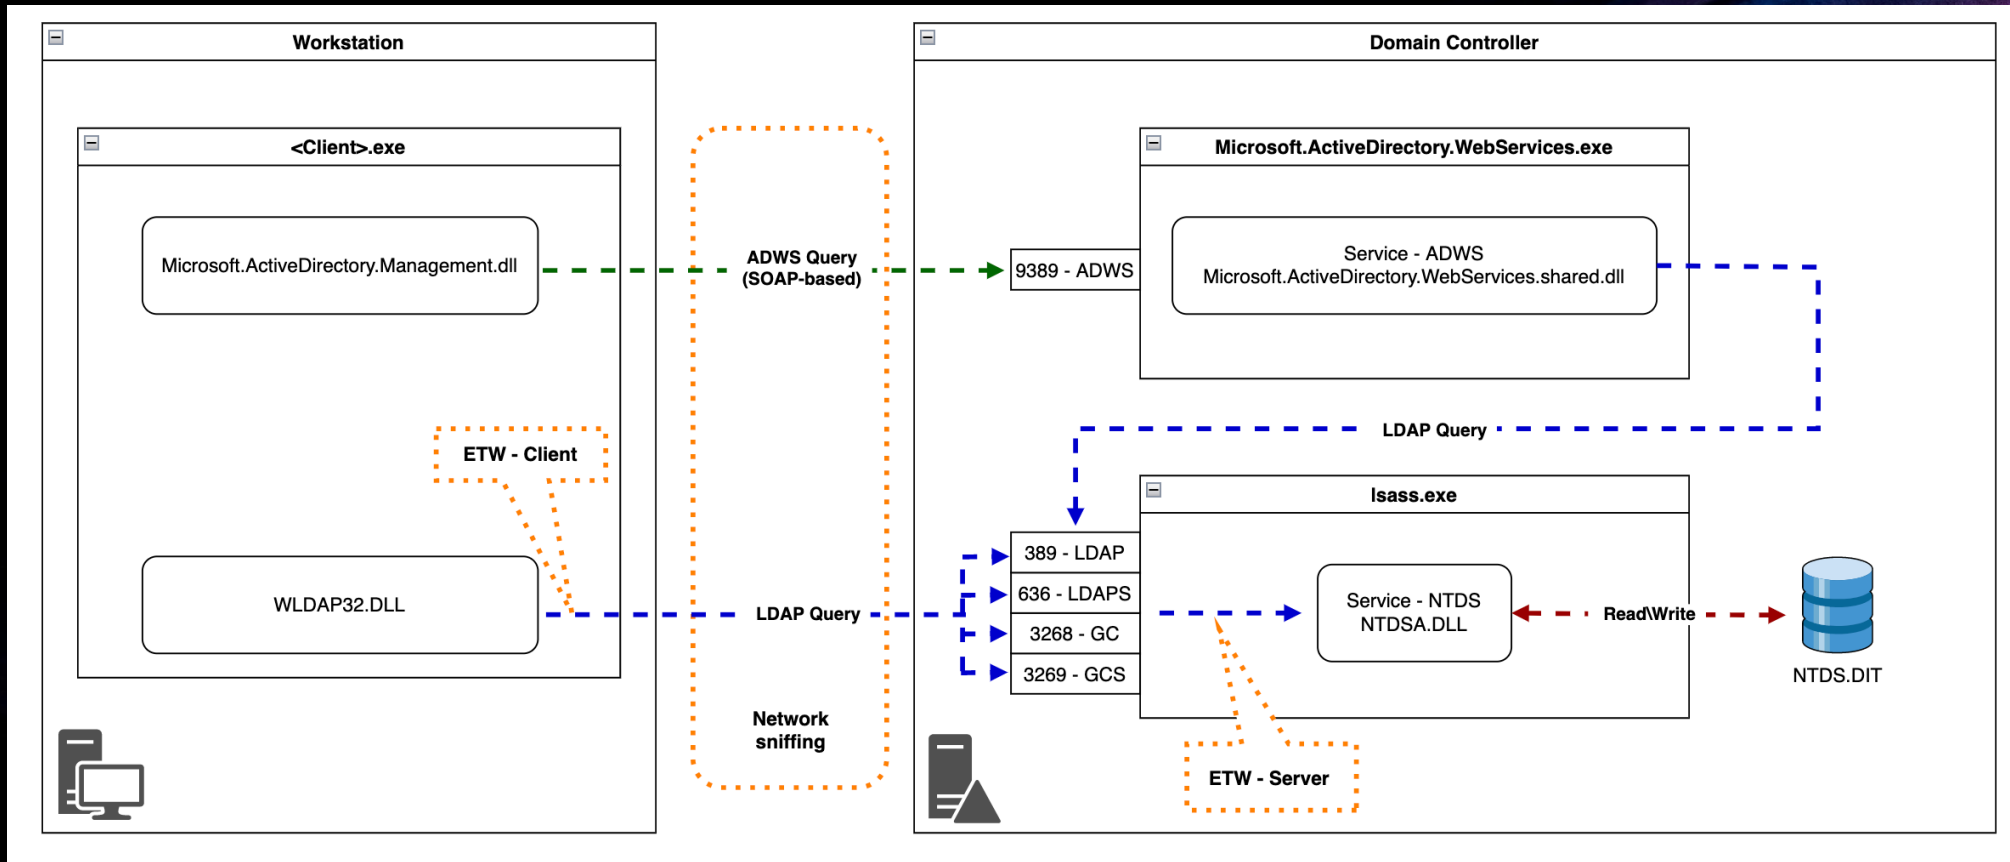 Workstation
<Client>.exe
Microsoft.ActiveDirectory.Management.dll
ETW - Client
WLDAP32.DLL
ADWS Query
(SOAP-based)
LDAP Query
Network
sniffing
Domain Controller
Microsoft.ActiveDirectory.WebServices.exe
9389 - ADWS
Service - ADWS
Microsoft.ActiveDirectory.WebServices.shared.dll
LDAP Query
lsass.exe
389 - LDAP
636 - LDAPS
3268 - GC
3269 - GCS
Service - NTDS
NTDSA.DLL
Read\Write
NTDS.DIT
ETW - Server